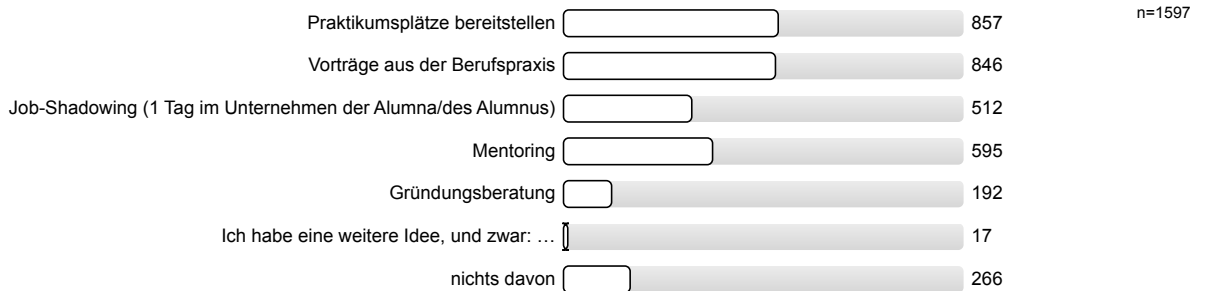 n=1597
Praktikumsplätze bereitstellen 857
Vorträge aus der Berufspraxis 846
Job-Shadowing (1 Tag im Unternehmen der Alumna/des Alumnus) 512
Mentoring 595
Gründungsberatung 192
Ich habe eine weitere Idee, und zwar: … 17
nichts davon 266